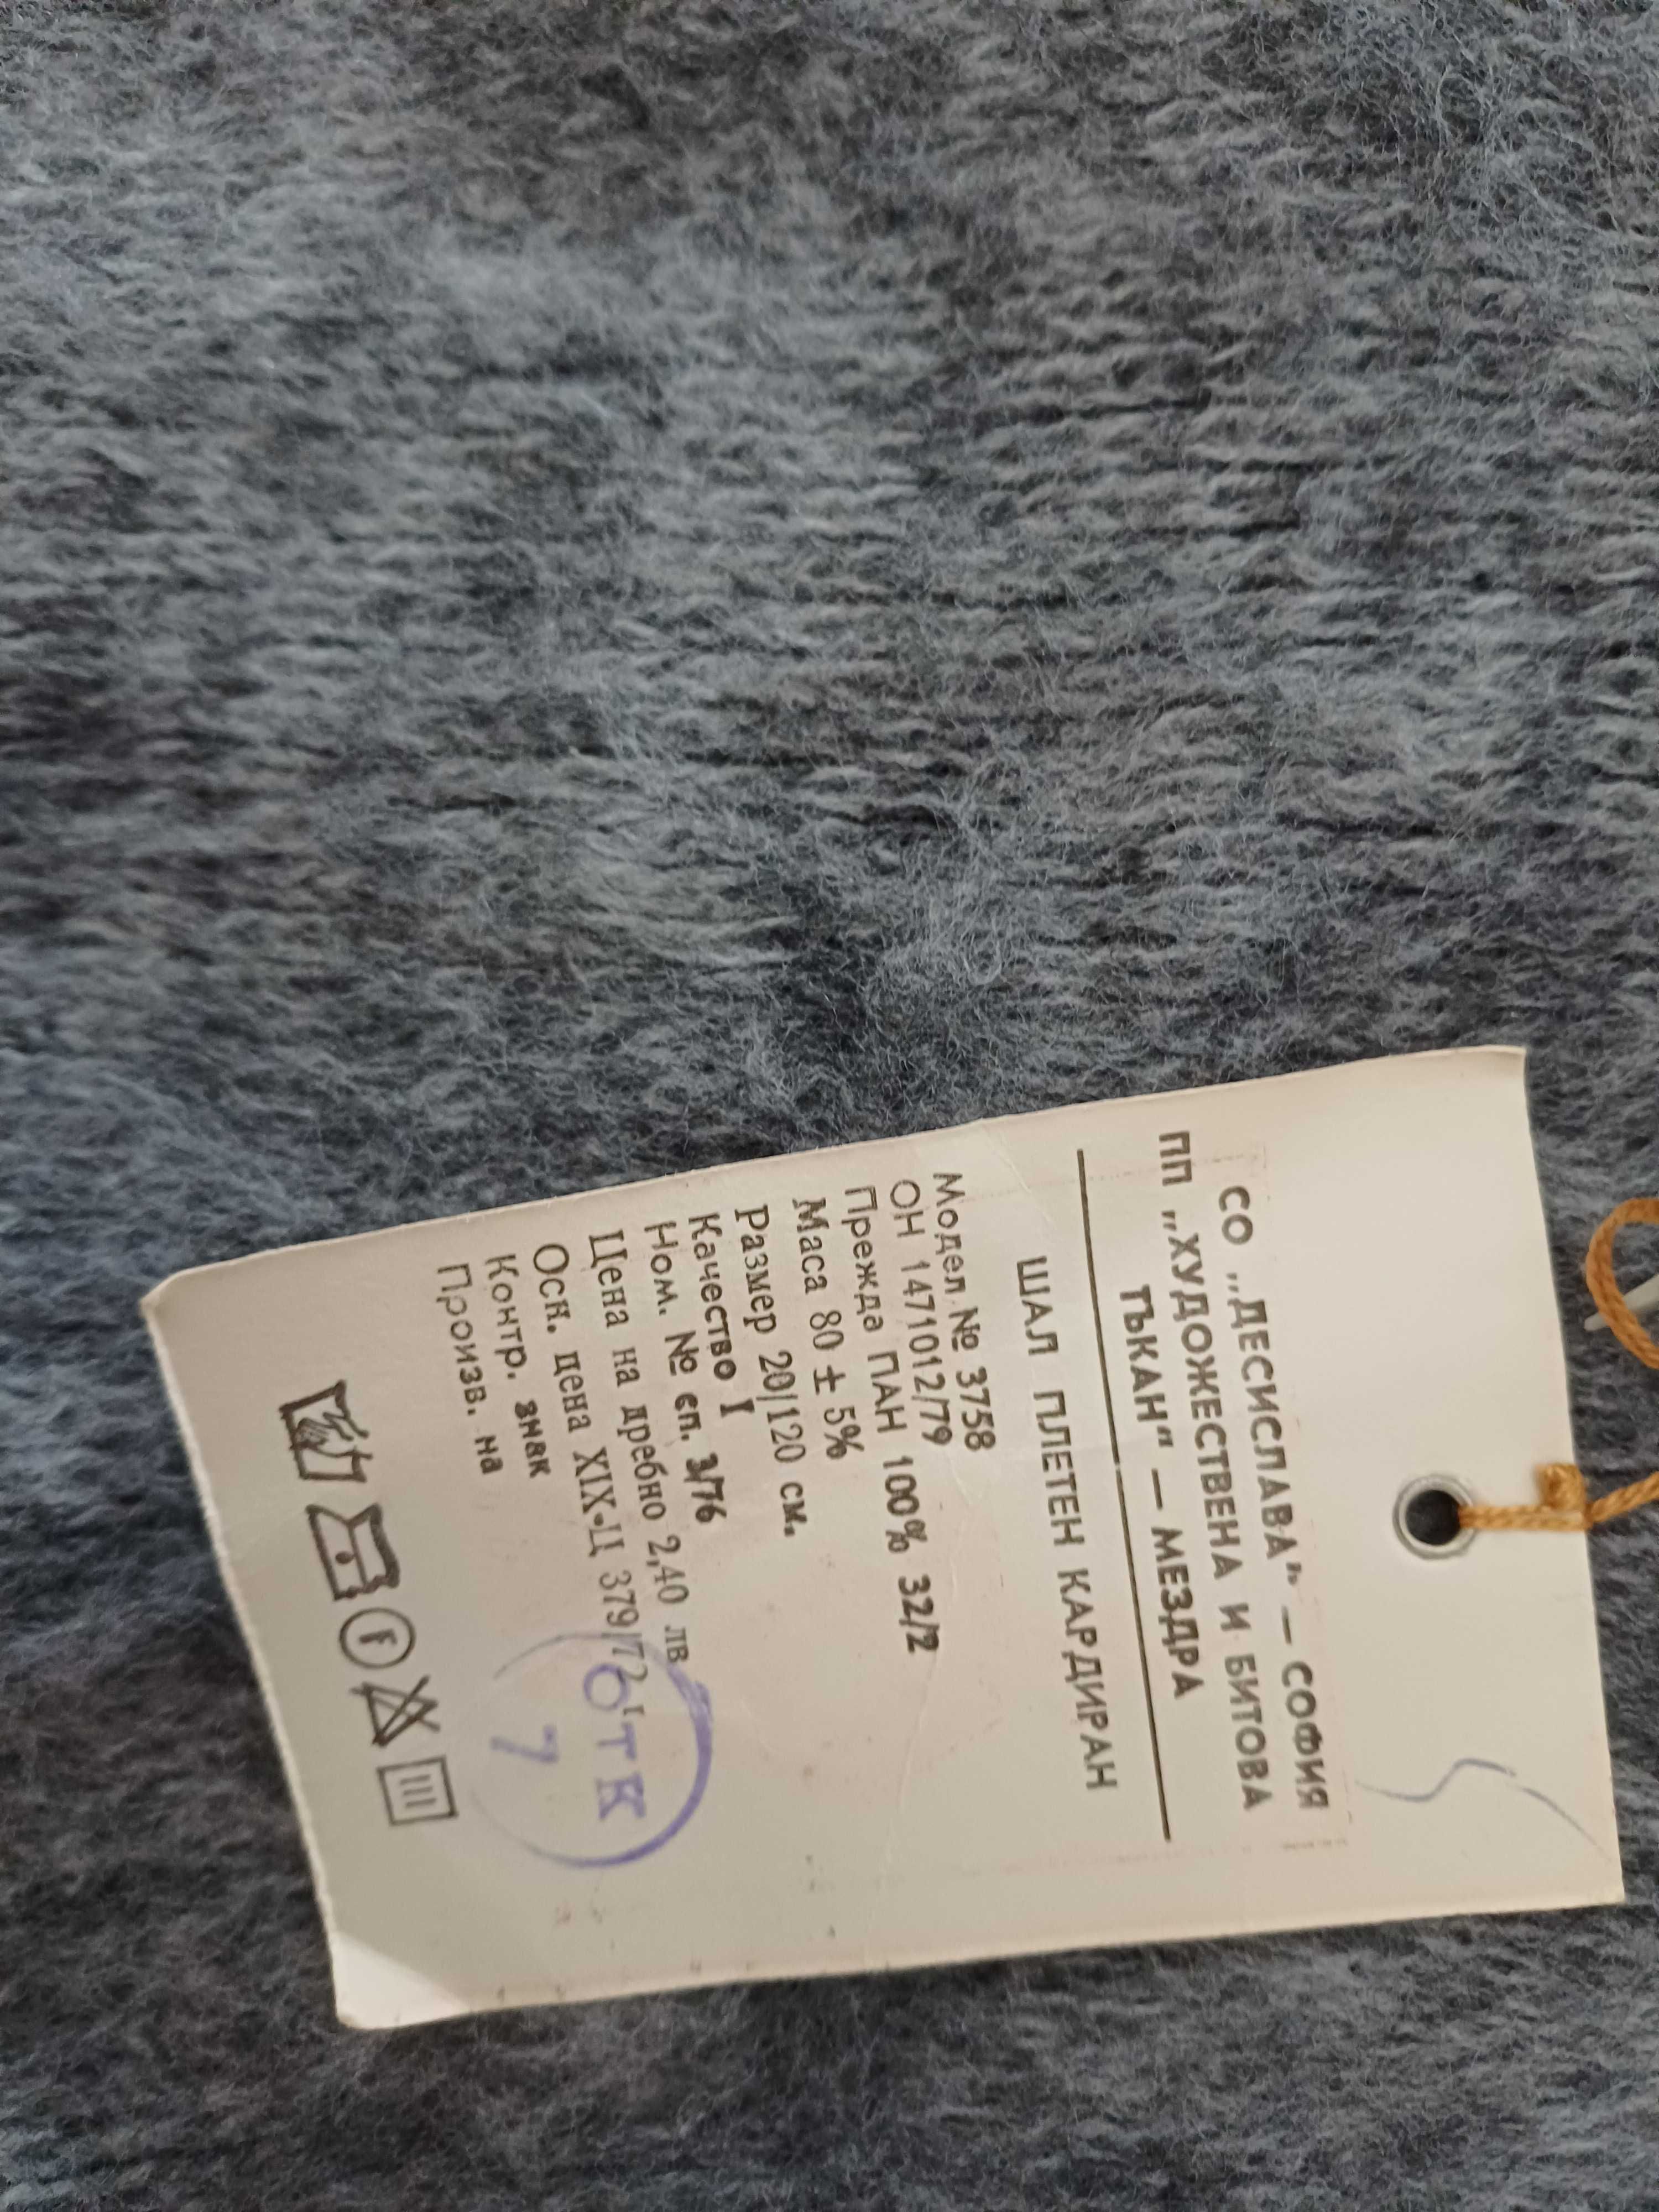 СО „ДЕСИСЛАВА" — СОФИЯ
ПП „ХУДОЖЕСТВЕНА И БИТОВА
ТЪКАН" — МЕЗДРА
ШАЛ ПЛЕТЕН КАРДИРАН
Модел № 3758
ОН 1471012/79
Прежда ПАН 100% 32/2
Маса 80 ± 5%
Размер 20/120 см.
Качество I
Ном. № сп. 3/76
Цена на дребно 2,40 лв
Осн. цена XIX-Ц 379/72 г
Контр. знак
Произв. на
ОТК
7
F